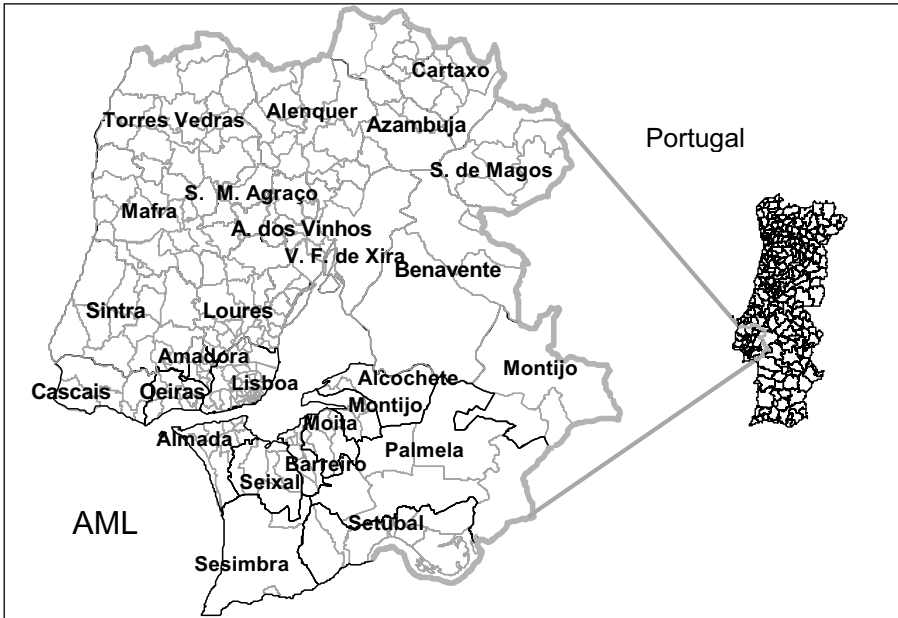 Cartaxo
Torres Vedras
Alenquer
Azambuja
Portugal
S. de Magos
S. M. Agraço
Mafra
A. dos Vinhos
V. F. de Xira
Benavente
Sintra
Loures
Amadora
Cascais
Oeiras
Lisboa
Alcochete
Montijo
Montijo
Moita
Almada
Palmela
Barreiro
Seixal
AML
Setúbal
Sesimbra